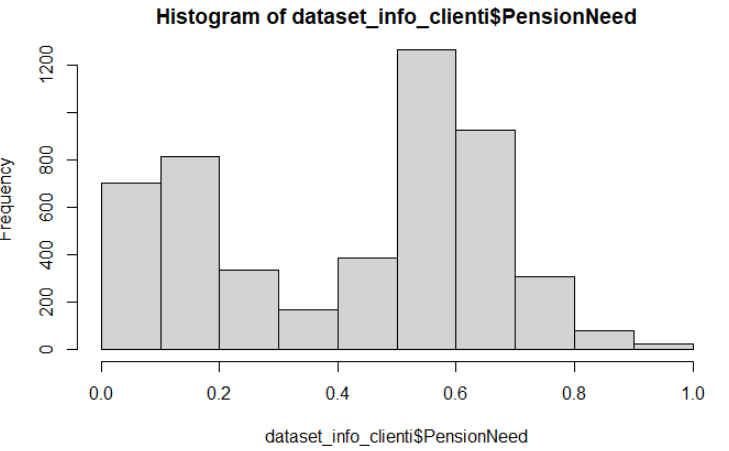 Histogram of dataset_info_clienti$PensionNeed
Frequency
1200
800
600
400
200
0
0.0 0.2 0.4 0.6 0.8 1.0
dataset_info_clienti$PensionNeed